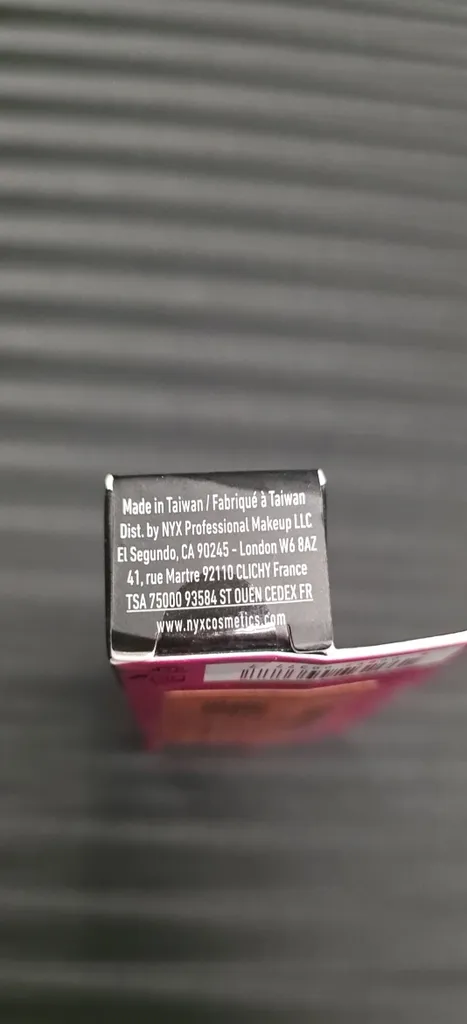 Made in Taiwan / Fabriqué à Taiwan
Dist. by NYX Professional Makeup LLC
El Segundo, CA 90245 - London W6 8AZ
41, rue Martre 92110 CLICHY France
TSA 75000 93584 ST OUEN CEDEX FR
www.nyxcosmetics.com